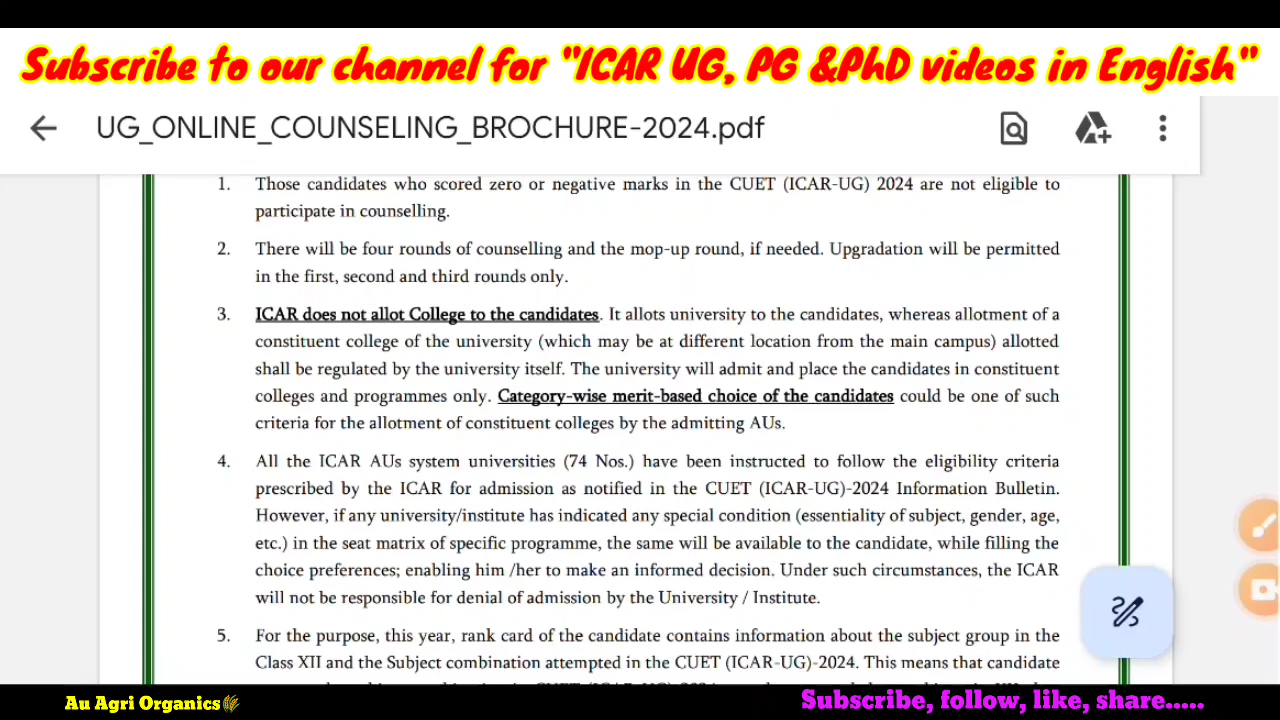 Subscribe to our channel for "ICAR UG, PG &PhD videos in English"
UG_ONLINE_COUNSELING_BROCHURE-2024.pdf
1. Those candidates who scored zero or negative marks in the CUET (ICAR-UG) 2024 are not eligible to
participate in counselling.
2. There will be four rounds of counselling and the mop-up round, if needed. Upgradation will be permitted
in the first, second and third rounds only.
3. ICAR does not allot College to the candidates. It allots university to the candidates, whereas allotment of a
constituent college of the university (which may be at different location from the main campus) allotted
shall be regulated by the university itself. The university will admit and place the candidates in constituent
colleges and programmes only. Category-wise merit-based choice of the candidates could be one of such
criteria for the allotment of constituent colleges by the admitting AUs.
4. All the ICAR AUs system universities (74 Nos.) have been instructed to follow the eligibility criteria
prescribed by the ICAR for admission as notified in the CUET (ICAR-UG)-2024 Information Bulletin.
However, if any university/institute has indicated any special condition (essentiality of subject, gender, age,
etc.) in the seat matrix of specific programme, the same will be available to the candidate, while filling the
choice preferences; enabling him /her to make an informed decision. Under such circumstances, the ICAR
will not be responsible for denial of admission by the University / Institute.
5. For the purpose, this year, rank card of the candidate contains information about the subject group in the
Class XII and the Subject combination attempted in the CUET (ICAR-UG)-2024. This means that candidate
Au Agri Organics
Subscribe, follow, like, share.....